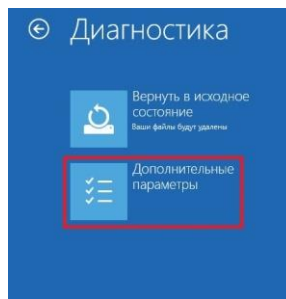 Диагностика
Вернуть в исходное
состояние
Ваши файлы будут удалены
Дополнительные
параметры